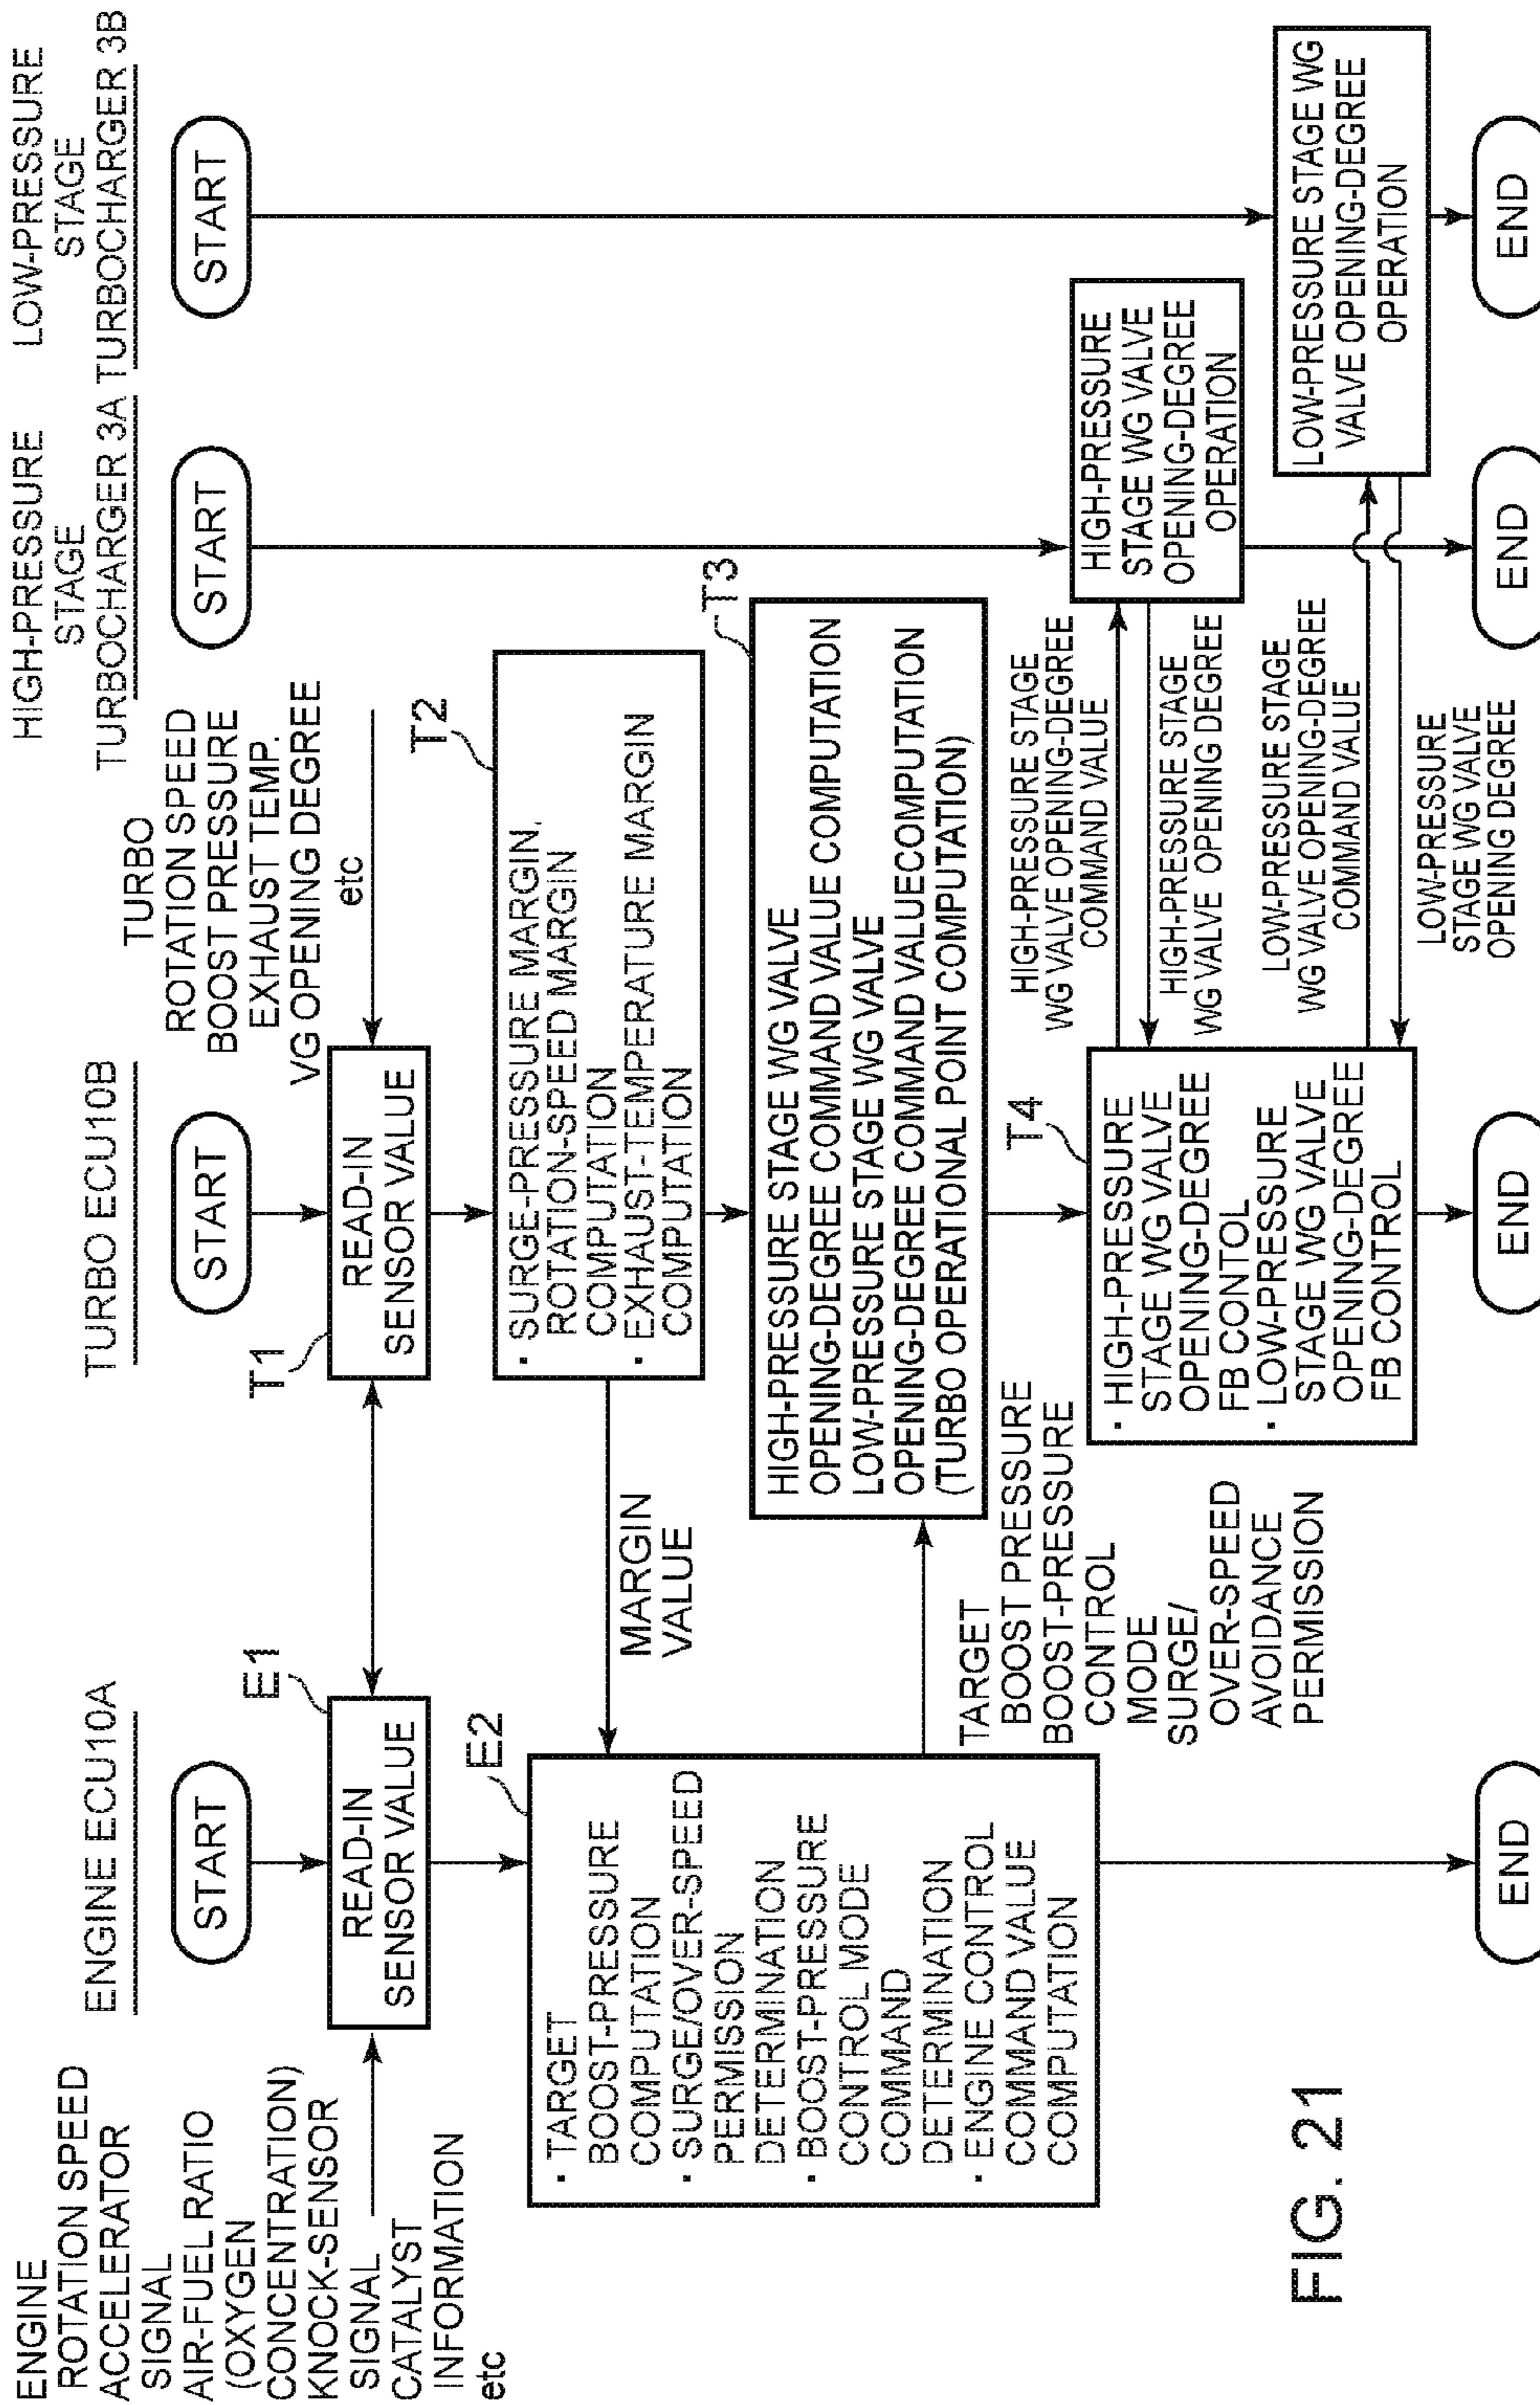 ENGINE
ROTATION SPEED
ACCELERATOR
SIGNAL
AIR-FUEL RATIO
(OXYGEN
CONCENTRATION)
KNOCK-SENSOR
SIGNAL
CATALYST
INFORMATION
etc
ENGINE ECU10A
START
E1
READ-IN
SENSOR VALUE
E2
· TARGET
BOOST-PRESSURE
COMPUTATION
· SURGE/OVER-SPEED
PERMISSION
DETERMINATION
· BOOST-PRESSURE
CONTROL MODE
COMMAND
DETERMINATION
· ENGINE CONTROL
COMMAND VALUE
COMPUTATION
END
MARGIN
VALUE
TARGET
BOOST PRESSURE
BOOST-PRESSURE
CONTROL
MODE
SURGE/
OVER-SPEED
AVOIDANCE
PERMISSION
TURBO ECU10B
START
T1
READ-IN
SENSOR VALUE
TURBO
ROTATION SPEED
BOOST PRESSURE
EXHAUST TEMP.
VG OPENING DEGREE
etc
T2
· SURGE-PRESSURE MARGIN,
ROTATION-SPEED MARGIN
COMPUTATION
· EXHAUST-TEMPERATURE MARGIN
COMPUTATION
T3
HIGH-PRESSURE STAGE WG VALVE
OPENING-DEGREE COMMAND VALUE COMPUTATION
LOW-PRESSURE STAGE WG VALVE
OPENING-DEGREE COMMAND VALUECOMPUTATION
(TURBO OPERATIONAL POINT COMPUTATION)
T4
· HIGH-PRESSURE
STAGE WG VALVE
OPENING-DEGREE
FB CONTOL
· LOW-PRESSURE
STAGE WG VALVE
OPENING-DEGREE
FB CONTROL
END
HIGH-PRESSURE STAGE
WG VALVE OPENING-DEGREE
COMMAND VALUE
HIGH-PRESSURE STAGE
WG VALVE OPENING DEGREE
LOW-PRESSURE STAGE
WG VALVE OPENING-DEGREE
COMMAND VALUE
LOW-PRESSURE
STAGE WG VALVE
OPENING DEGREE
HIGH-PRESSURE
STAGE
TURBOCHARGER 3A
START
HIGH-PRESSURE
STAGE WG VALVE
OPENING-DEGREE
OPERATION
END
LOW-PRESSURE
STAGE
TURBOCHARGER 3B
START
LOW-PRESSURE STAGE WG
VALVE OPENING-DEGREE
OPERATION
END
FIG. 21